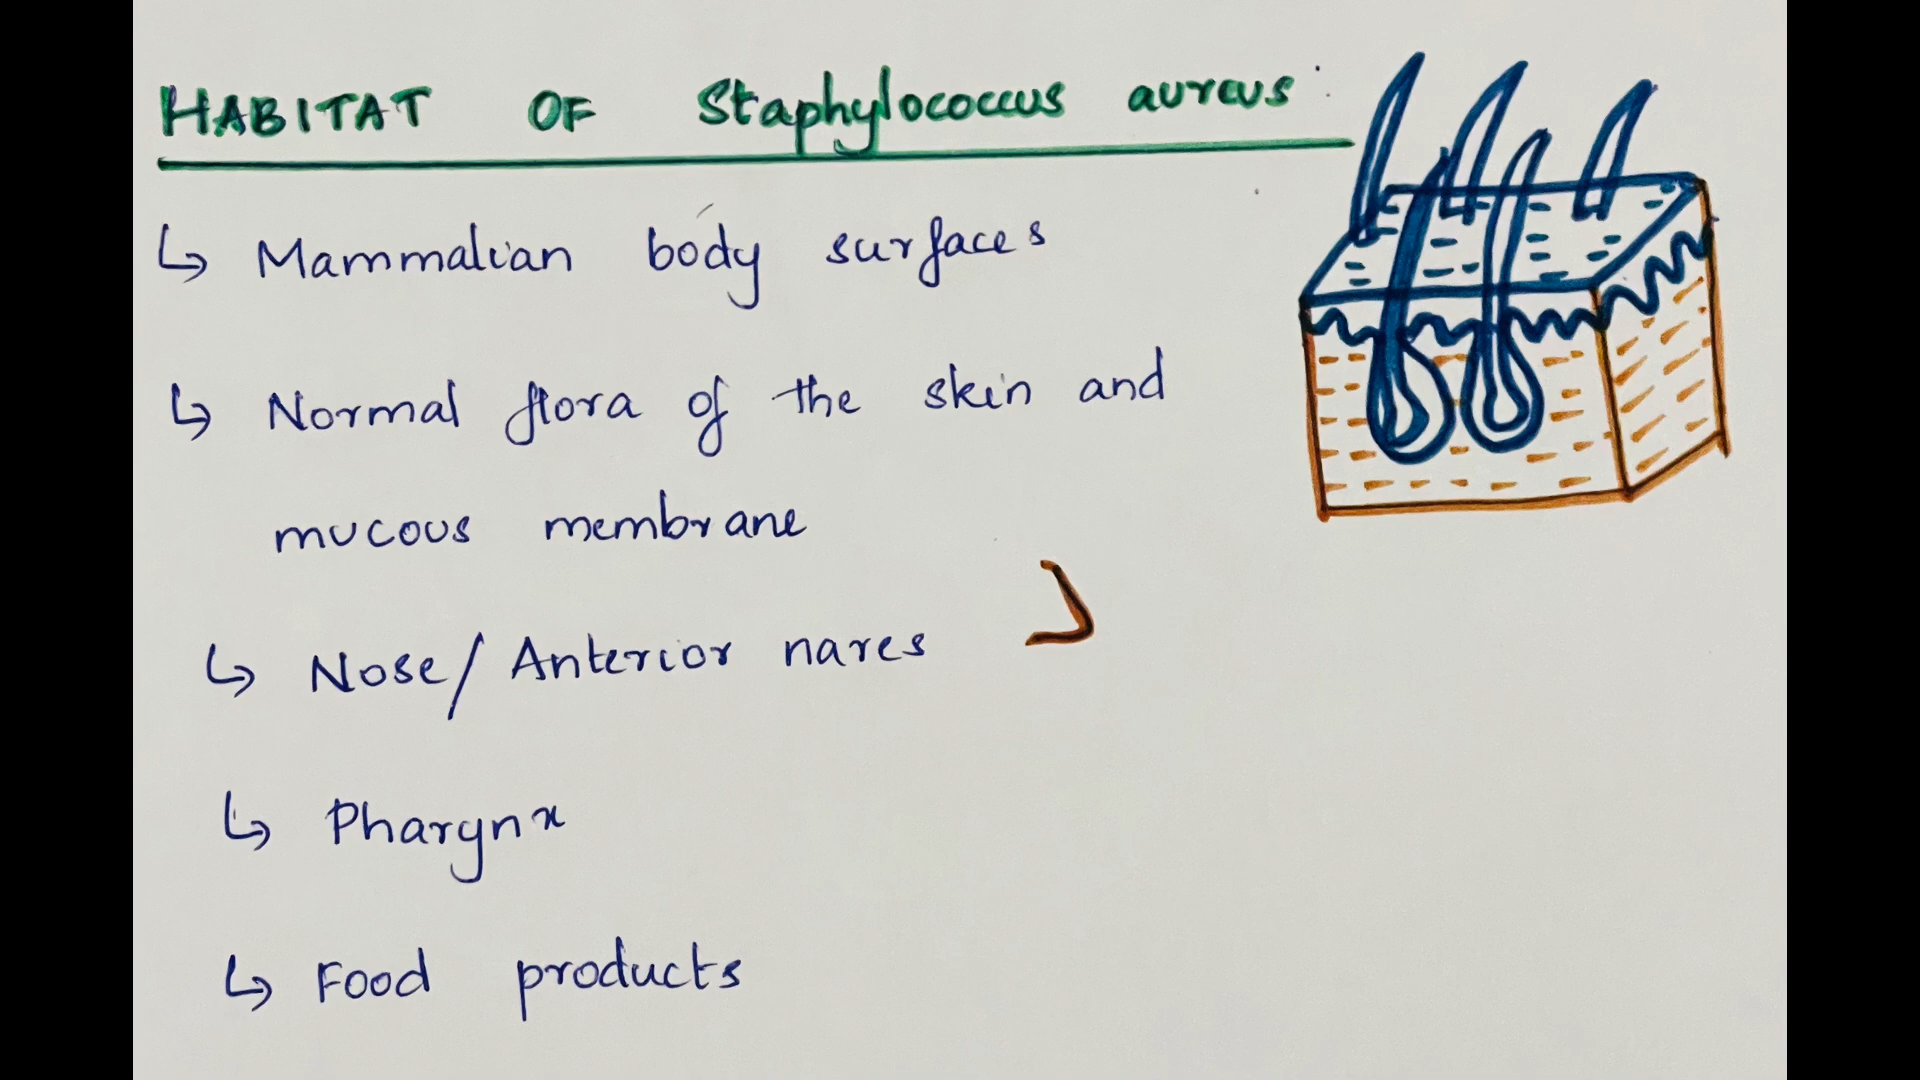 HABITAT OF Staphylococcus aureus :
↳ Mammalian body surfaces
↳ Normal flora of the skin and
mucous membrane
↳ Nose/ Anterior nares
↳ Pharynx
↳ Food products